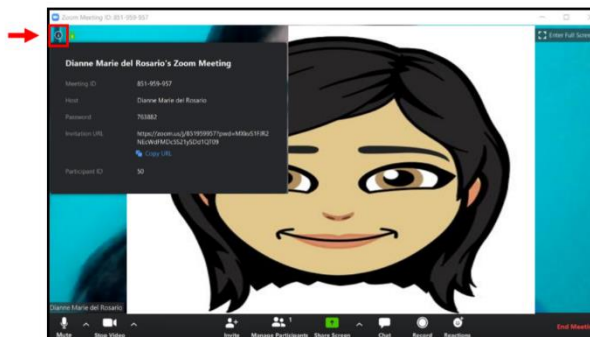 Zoom Meeting ID: 851-959-957
Enter Full Screen
Dianne Marie del Rosario's Zoom Meeting
Meeting ID 851-959-957
Host Dianne Marie del Rosario
Password 763882
Invitation URL
Copy URL
Participant ID 50
Dianne Marie del Rosario
Mute Stop Video Invite Manage Participants 1 Share Screen Chat Record Reactions End Meeting